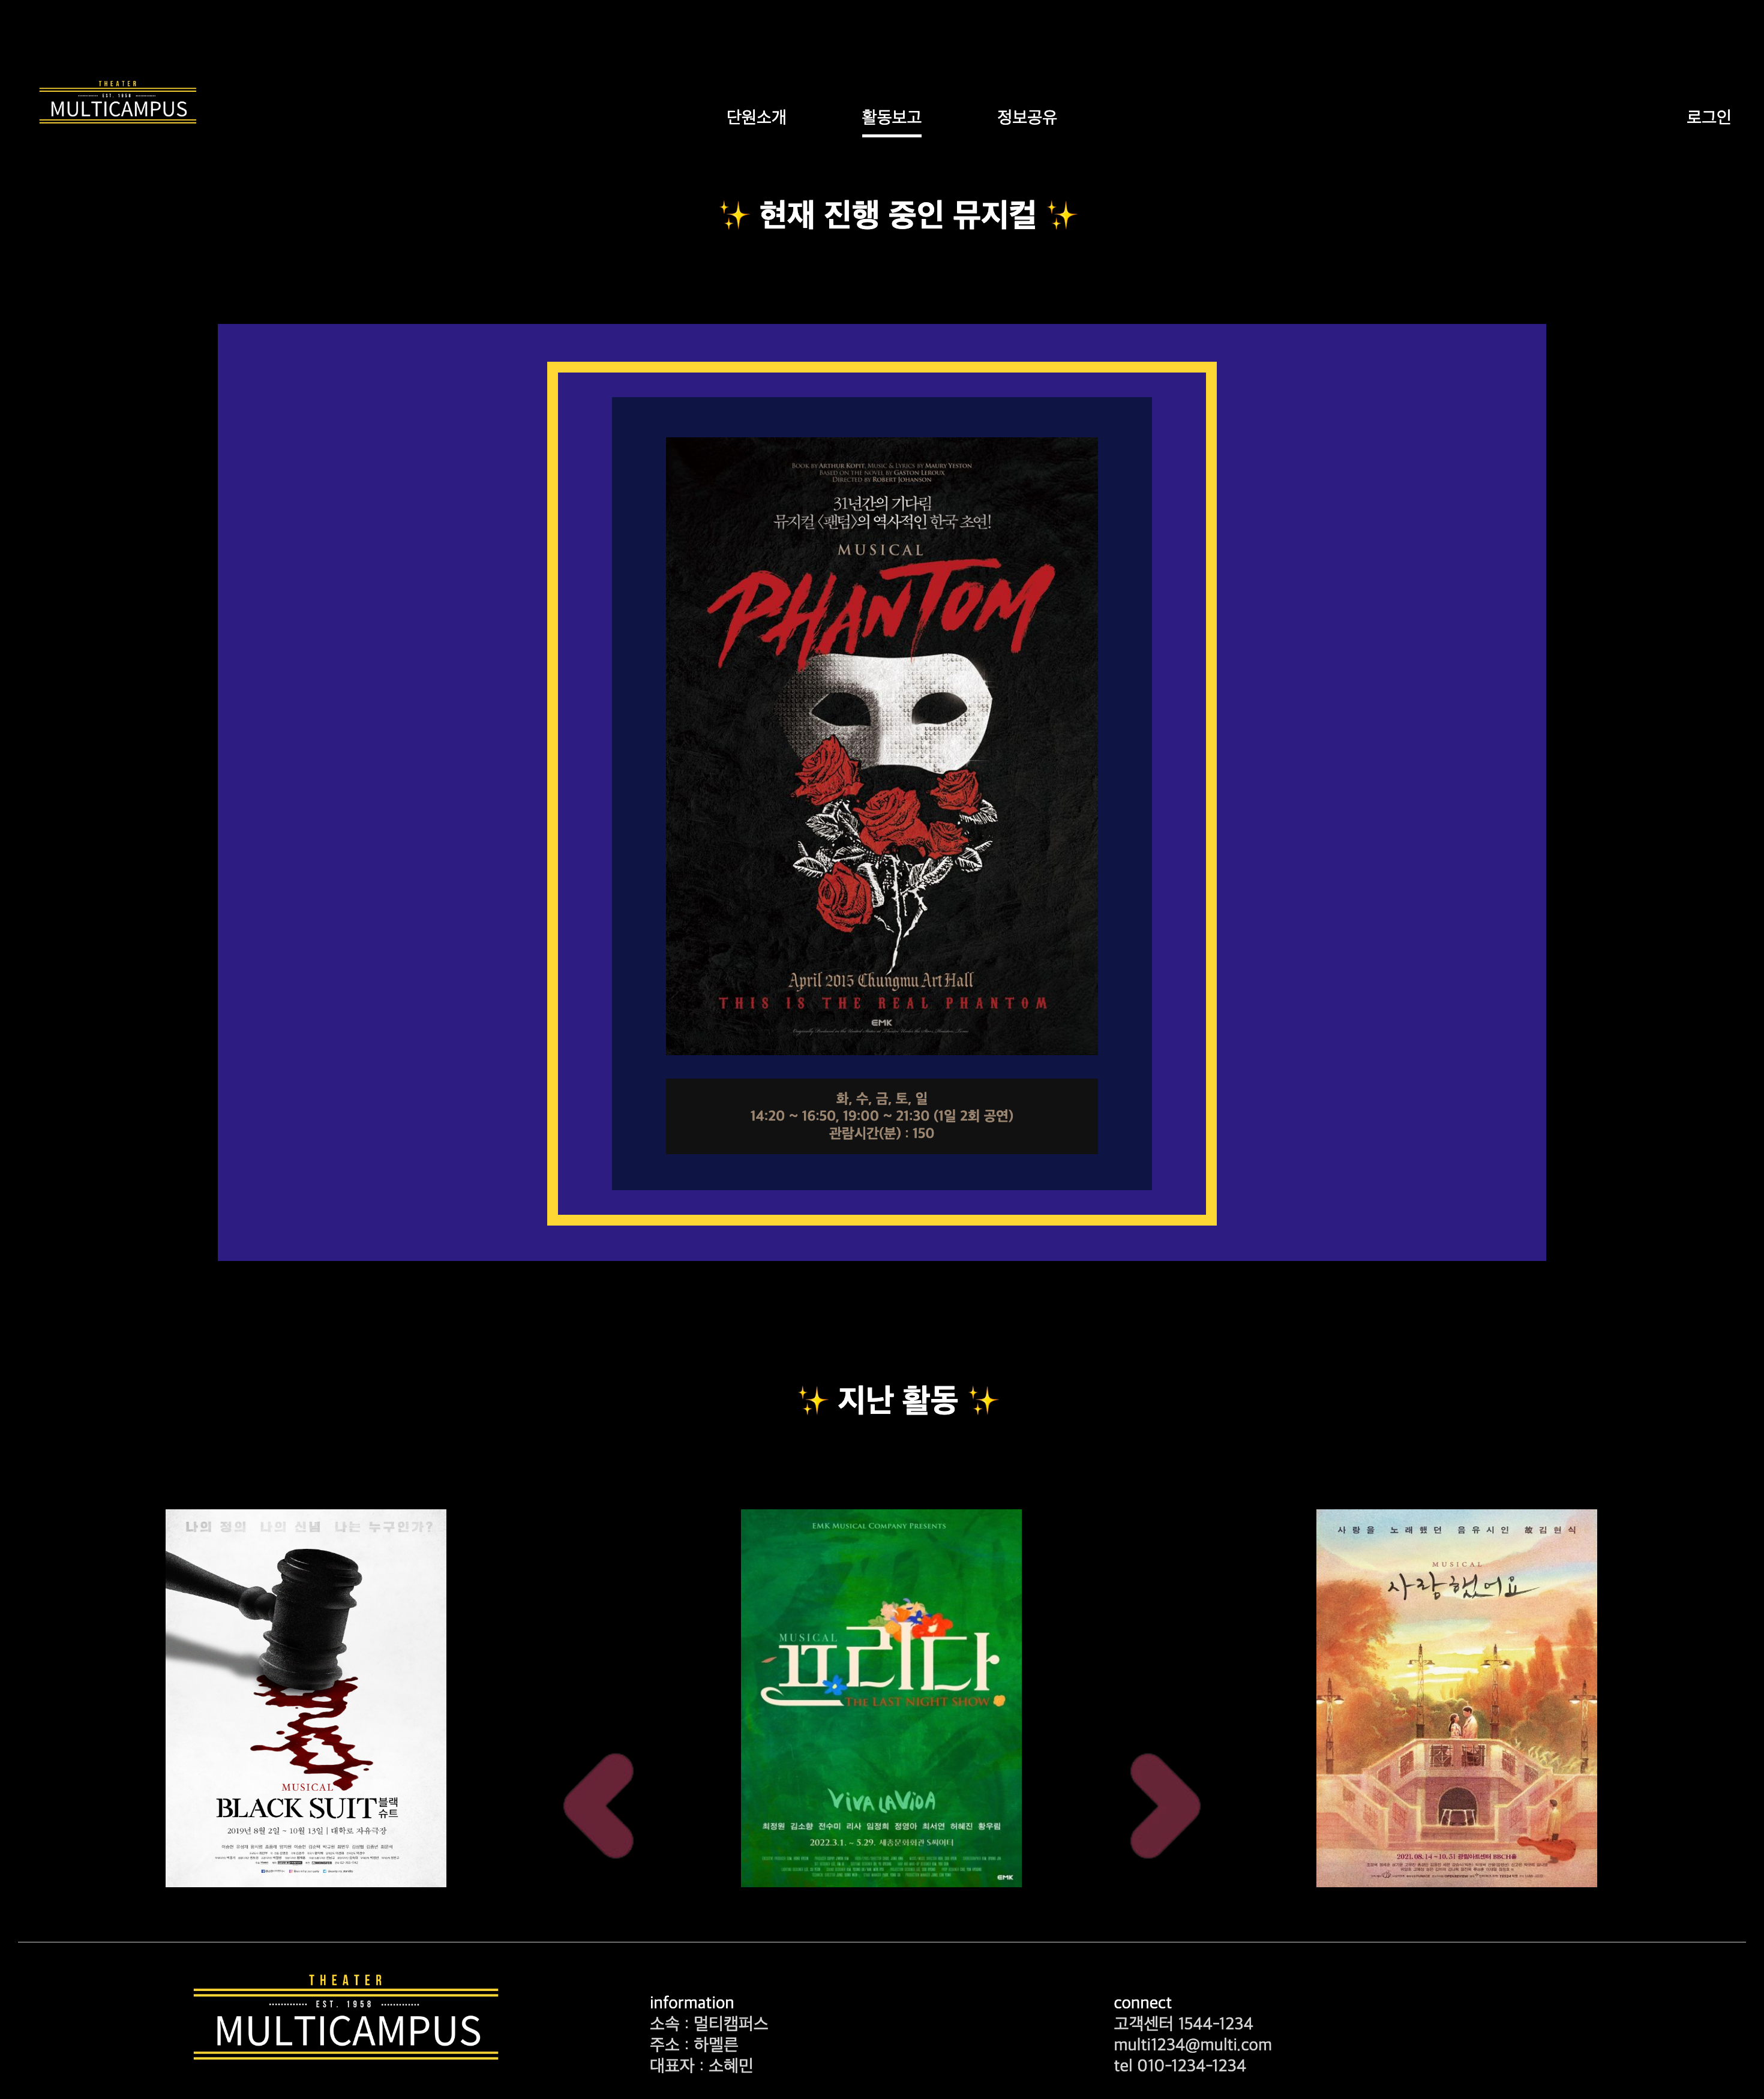 THEATER
EST. 1958
MULTICAMPUS
단원소개
활동보고
정보공유
로그인
✨ 현재 진행 중인 뮤지컬 ✨
BOOK BY ARTHUR KOPIT, MUSIC & LYRICS BY MAURY YESTON
BASED ON THE NOVEL BY GASTON LEROUX
DIRECTED BY ROBERT JOHANSON
31년간의 기다림
뮤지컬 〈팬텀〉의 역사적인 한국 초연!
MUSICAL
PHANTOM
April 2015 Chungmu Art Hall
THIS IS THE REAL PHANTOM
EMK
화, 수, 금, 토, 일
14:20 ~ 16:50, 19:00 ~ 21:30 (1일 2회 공연)
관람시간(분) : 150
✨ 지난 활동 ✨
나의 정의 나의 신념 나는 누구인가?
MUSICAL
BLACK SUIT 블랙 슈트
2019년 8월 2일 ~ 10월 13일 | 대학로 자유극장
EMK MUSICAL COMPANY PRESENTS
MUSICAL
프리다
THE LAST NIGHT SHOW
VIVA LA VIDA
최정원 김소향 전수미 리사 임정희 정영아 최서연 허혜진 황우림
2022.3.1. ~ 5.29. 세종문화회관 S씨어터
EMK
사랑을 노래했던 음유시인 故김현식
MUSICAL
사랑했어요
2021.08.14 ~ 10.31 광림아트센터 BBCH홀
THEATER
EST. 1958
MULTICAMPUS
information
소속 : 멀티캠퍼스
주소 : 하멜른
대표자 : 소혜민
connect
고객센터 1544-1234
multi1234@multi.com
tel 010-1234-1234